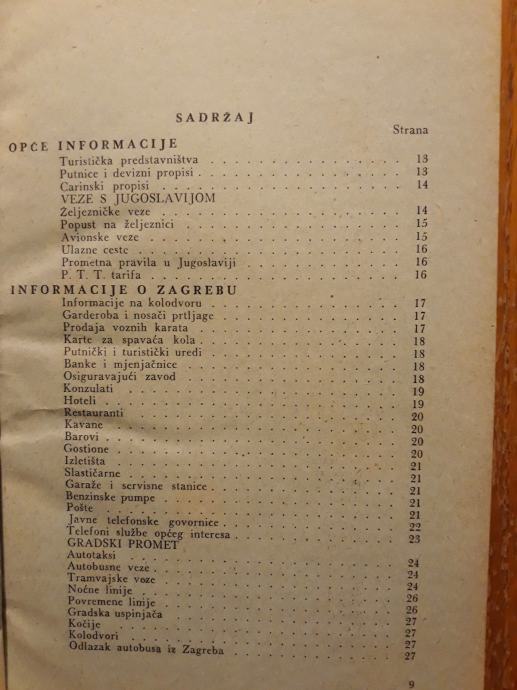 SADRŽAJ
Strana
OPĆE INFORMACIJE
Turistička predstavništva . . . . . . . . . . 13
Putnice i devizni propisi . . . . . . . . . . 13
Carinski propisi . . . . . . . . . . 14
VEZE S JUGOSLAVIJOM
Željezničke veze . . . . . . . . . . 14
Popust na željeznici . . . . . . . . . . 15
Avionske veze . . . . . . . . . . 15
Ulazne ceste . . . . . . . . . . 16
Prometna pravila u Jugoslaviji . . . . . . . . . . 16
P. T. T. tarifa . . . . . . . . . . 16
INFORMACIJE O ZAGREBU
Informacije na kolodvoru . . . . . . . . . . 17
Garderoba i nosači prtljage . . . . . . . . . . 17
Prodaja voznih karata . . . . . . . . . . 17
Karte za spavaća kola . . . . . . . . . . 18
Putnički i turistički uredi . . . . . . . . . . 18
Banke i mjenjačnice . . . . . . . . . . 18
Osiguravajući zavod . . . . . . . . . . 18
Konzulati . . . . . . . . . . 19
Hoteli . . . . . . . . . . 19
Restauranti . . . . . . . . . . 20
Kavane . . . . . . . . . . 20
Barovi . . . . . . . . . . 20
Gostione . . . . . . . . . . 20
Izletišta . . . . . . . . . . 21
Slastičarne . . . . . . . . . . 21
Garaže i servisne stanice . . . . . . . . . . 21
Benzinske pumpe . . . . . . . . . . 21
Pošte . . . . . . . . . . 21
Javne telefonske govornice . . . . . . . . . . 22
Telefoni službe općeg interesa . . . . . . . . . . 23
GRADSKI PROMET
Autotaksi . . . . . . . . . . 24
Autobusne veze . . . . . . . . . . 24
Tramvajske voze . . . . . . . . . . 24
Noćne linije . . . . . . . . . . 26
Povremene linije . . . . . . . . . . 26
Gradska uspinjača . . . . . . . . . . 27
Kočije . . . . . . . . . . 27
Kolodvori . . . . . . . . . . 27
Odlazak autobusa iz Zagreba . . . . . . . . . . 27
9